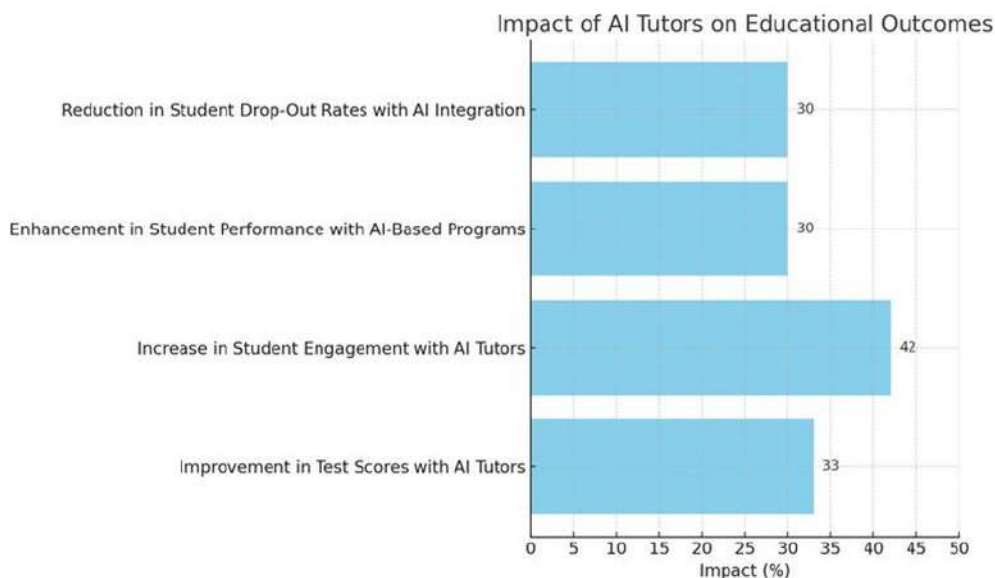 Impact of AI Tutors on Educational Outcomes
Reduction in Student Drop-Out Rates with AI Integration
30
Enhancement in Student Performance with AI-Based Programs
30
Increase in Student Engagement with AI Tutors
42
Improvement in Test Scores with AI Tutors
33
0 5 10 15 20 25 30 35 40 45 50
Impact (%)